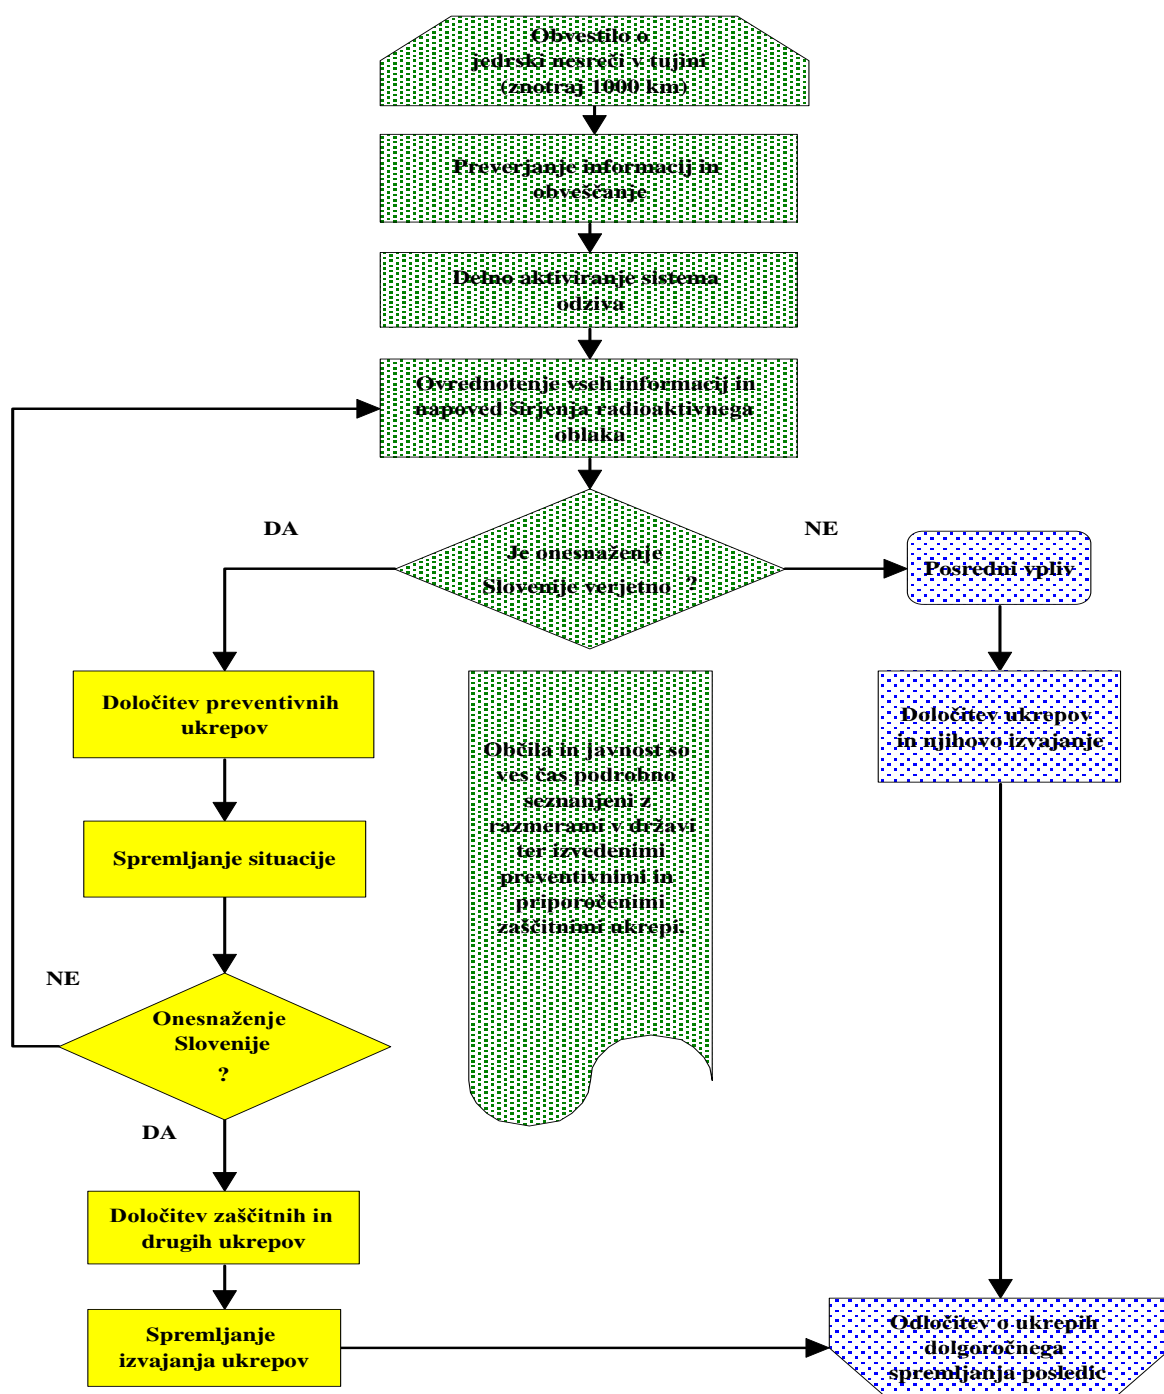 Obvestilo o
jedrski nesreči v tujini
(znotraj 1000 km)
Preverjanje informacij in
obveščanje
Delno aktiviranje sistema
odziva
Ovrednotenje vseh informacij in
napoved širjenja radioaktivnega
oblaka
DA
NE
Je onesnaženje
Slovenije verjetno ?
Posredni vpliv
Določitev preventivnih
ukrepov
Določitev ukrepov
in njihovo izvajanje
Občila in javnost so
ves čas podrobno
seznanjeni z
razmerami v državi
ter izvedenimi
preventivnimi in
priporočenimi
zaščitnimi ukrepi.
Spremljanje situacije
NE
Onesnaženje
Slovenije
?
DA
Določitev zaščitnih in
drugih ukrepov
Spremljanje
izvajanja ukrepov
Odločitev o ukrepih
dolgoročnega
spremljanja posledic